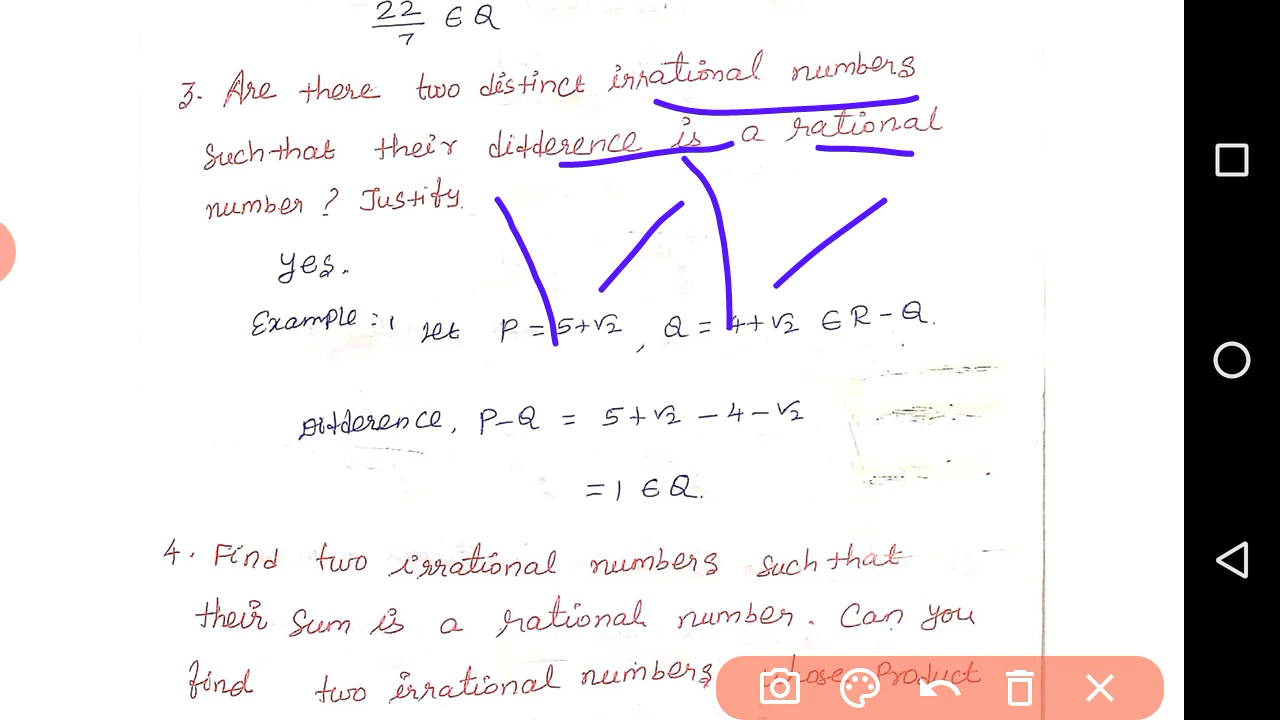 22/7 ∈ Q
3. Are there two distinct irrational numbers
such that their difference is a rational
number? Justify.
Yes.
Example:1 Let P = 5+√2, Q = 4+√2 ∈ R-Q.
Difference, P-Q = 5+√2 - 4-√2
= 1 ∈ Q.
4. Find two irrational numbers such that
their sum is a rational number. Can you
find two irrational numbers whose product